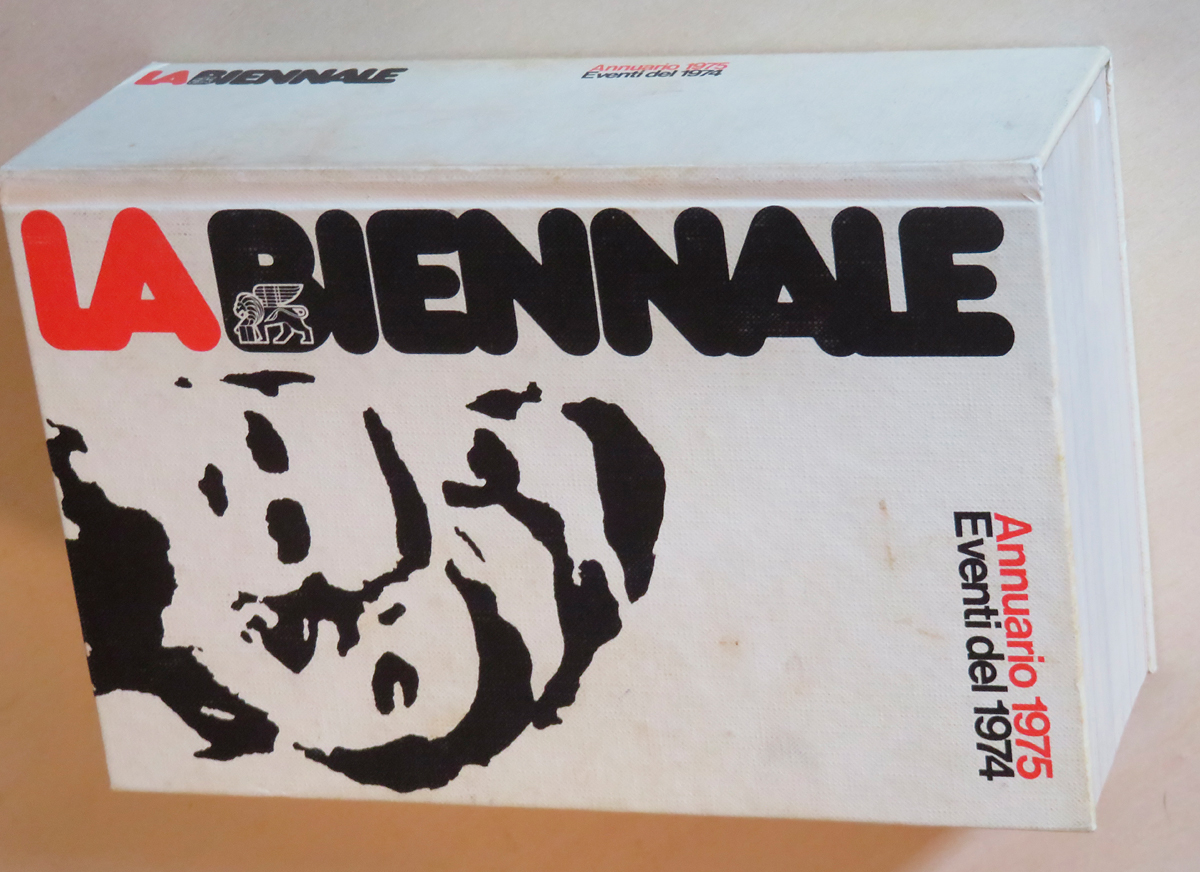 LA BIENNALE
Annuario 1975
Eventi del 1974
LA BIENNALE
Annuario 1975
Eventi del 1974